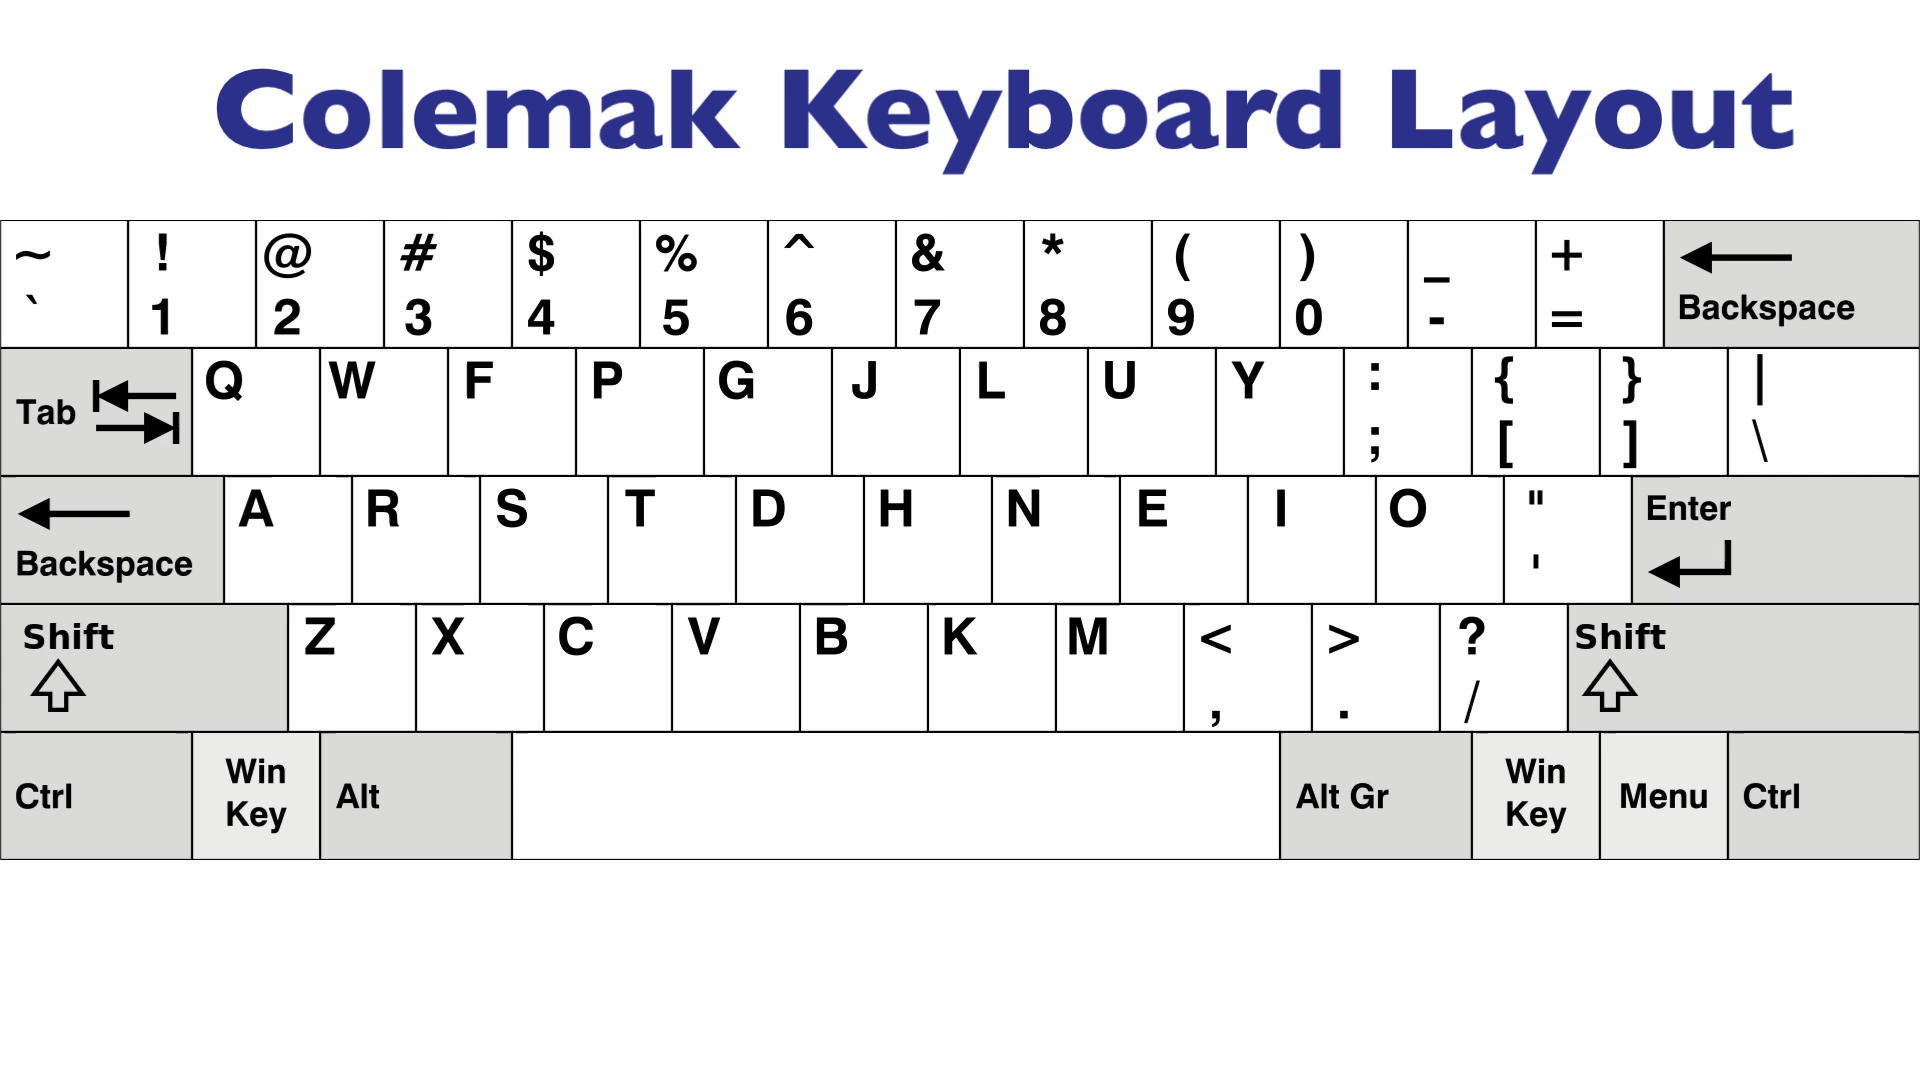 Colemak Keyboard Layout
~ ! @ # $ % ^ & * ( ) _ +
` 1 2 3 4 5 6 7 8 9 0 - = Backspace
Tab Q W F P G J L U Y : { } |
; [ ] \
A R S T D H N E I O " Enter
Backspace '
Shift Z X C V B K M < > ? Shift
, . /
Ctrl Win Key Alt Alt Gr Win Key Menu Ctrl